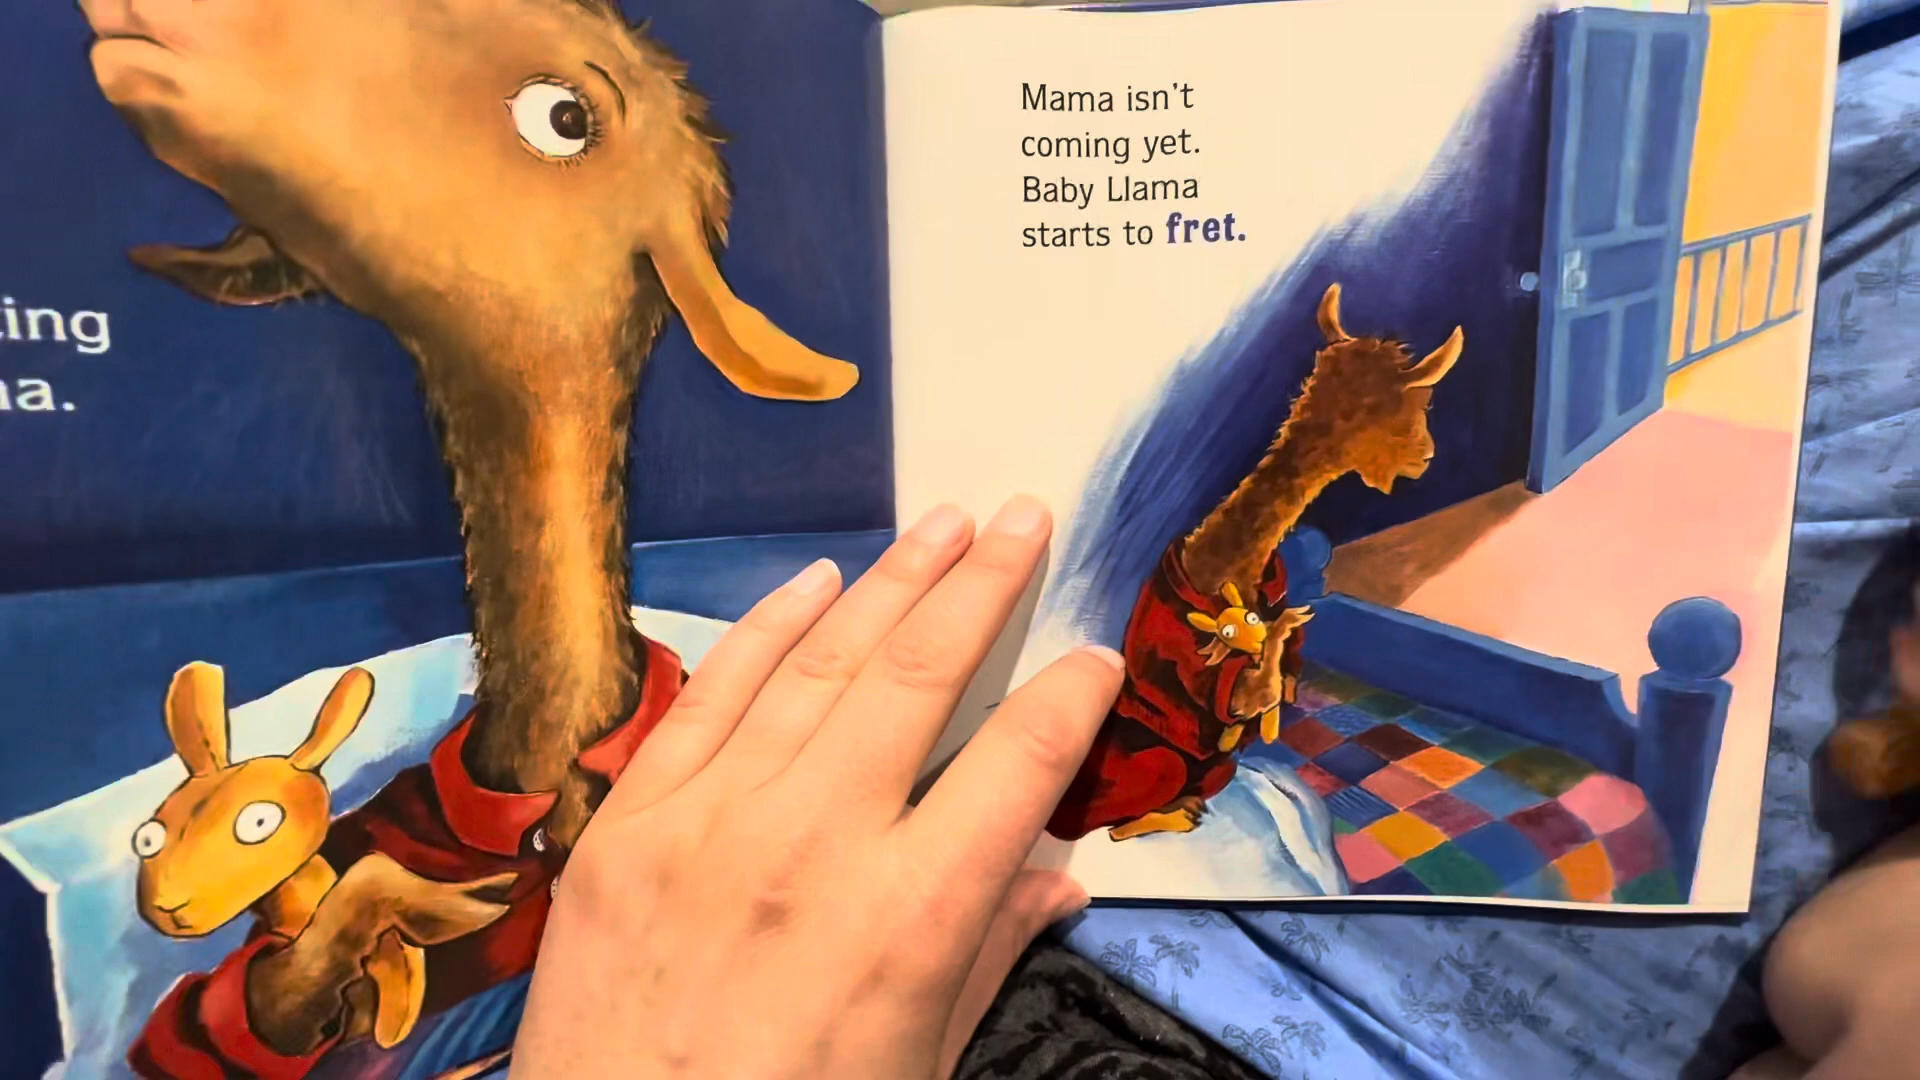 Mama isn't
coming yet.
Baby Llama
starts to fret.